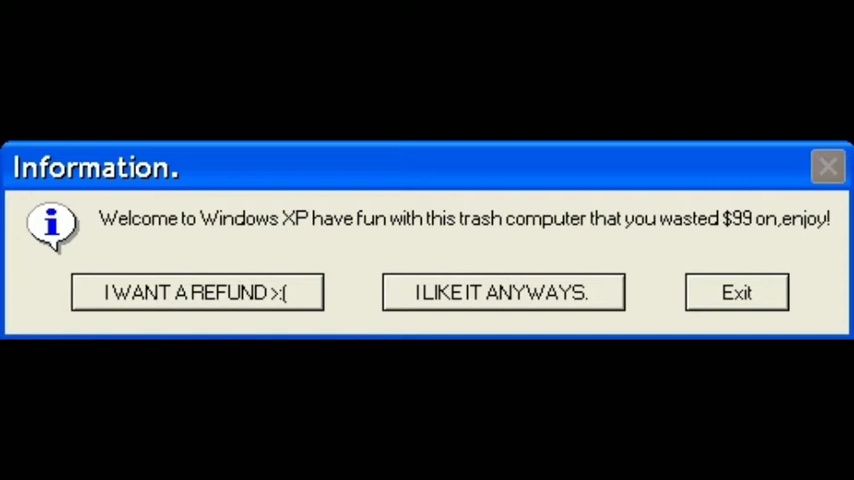 Information.
Welcome to Windows XP have fun with this trash computer that you wasted $99 on,enjoy!
I WANT A REFUND >:( I LIKE IT ANYWAYS. Exit